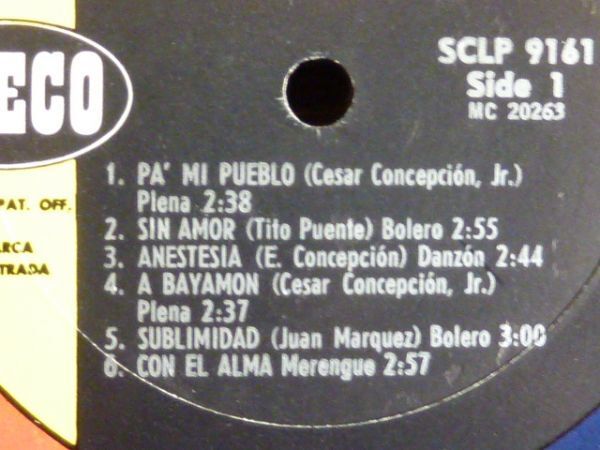 ECO
SCLP 9161
Side 1
MC 20263
PAT. OFF.
ARCA
TRADA
1. PA' MI PUEBLO (Cesar Concepción, Jr.)
Plena 2:38
2. SIN AMOR (Tito Puente) Bolero 2:55
3. ANESTESIA (E. Concepción) Danzón 2:44
4. A BAYAMON (Cesar Concepción, Jr.)
Plena 2:37
5. SUBLIMIDAD (Juan Marquez) Bolero 3:00
6. CON EL ALMA Merengue 2:57